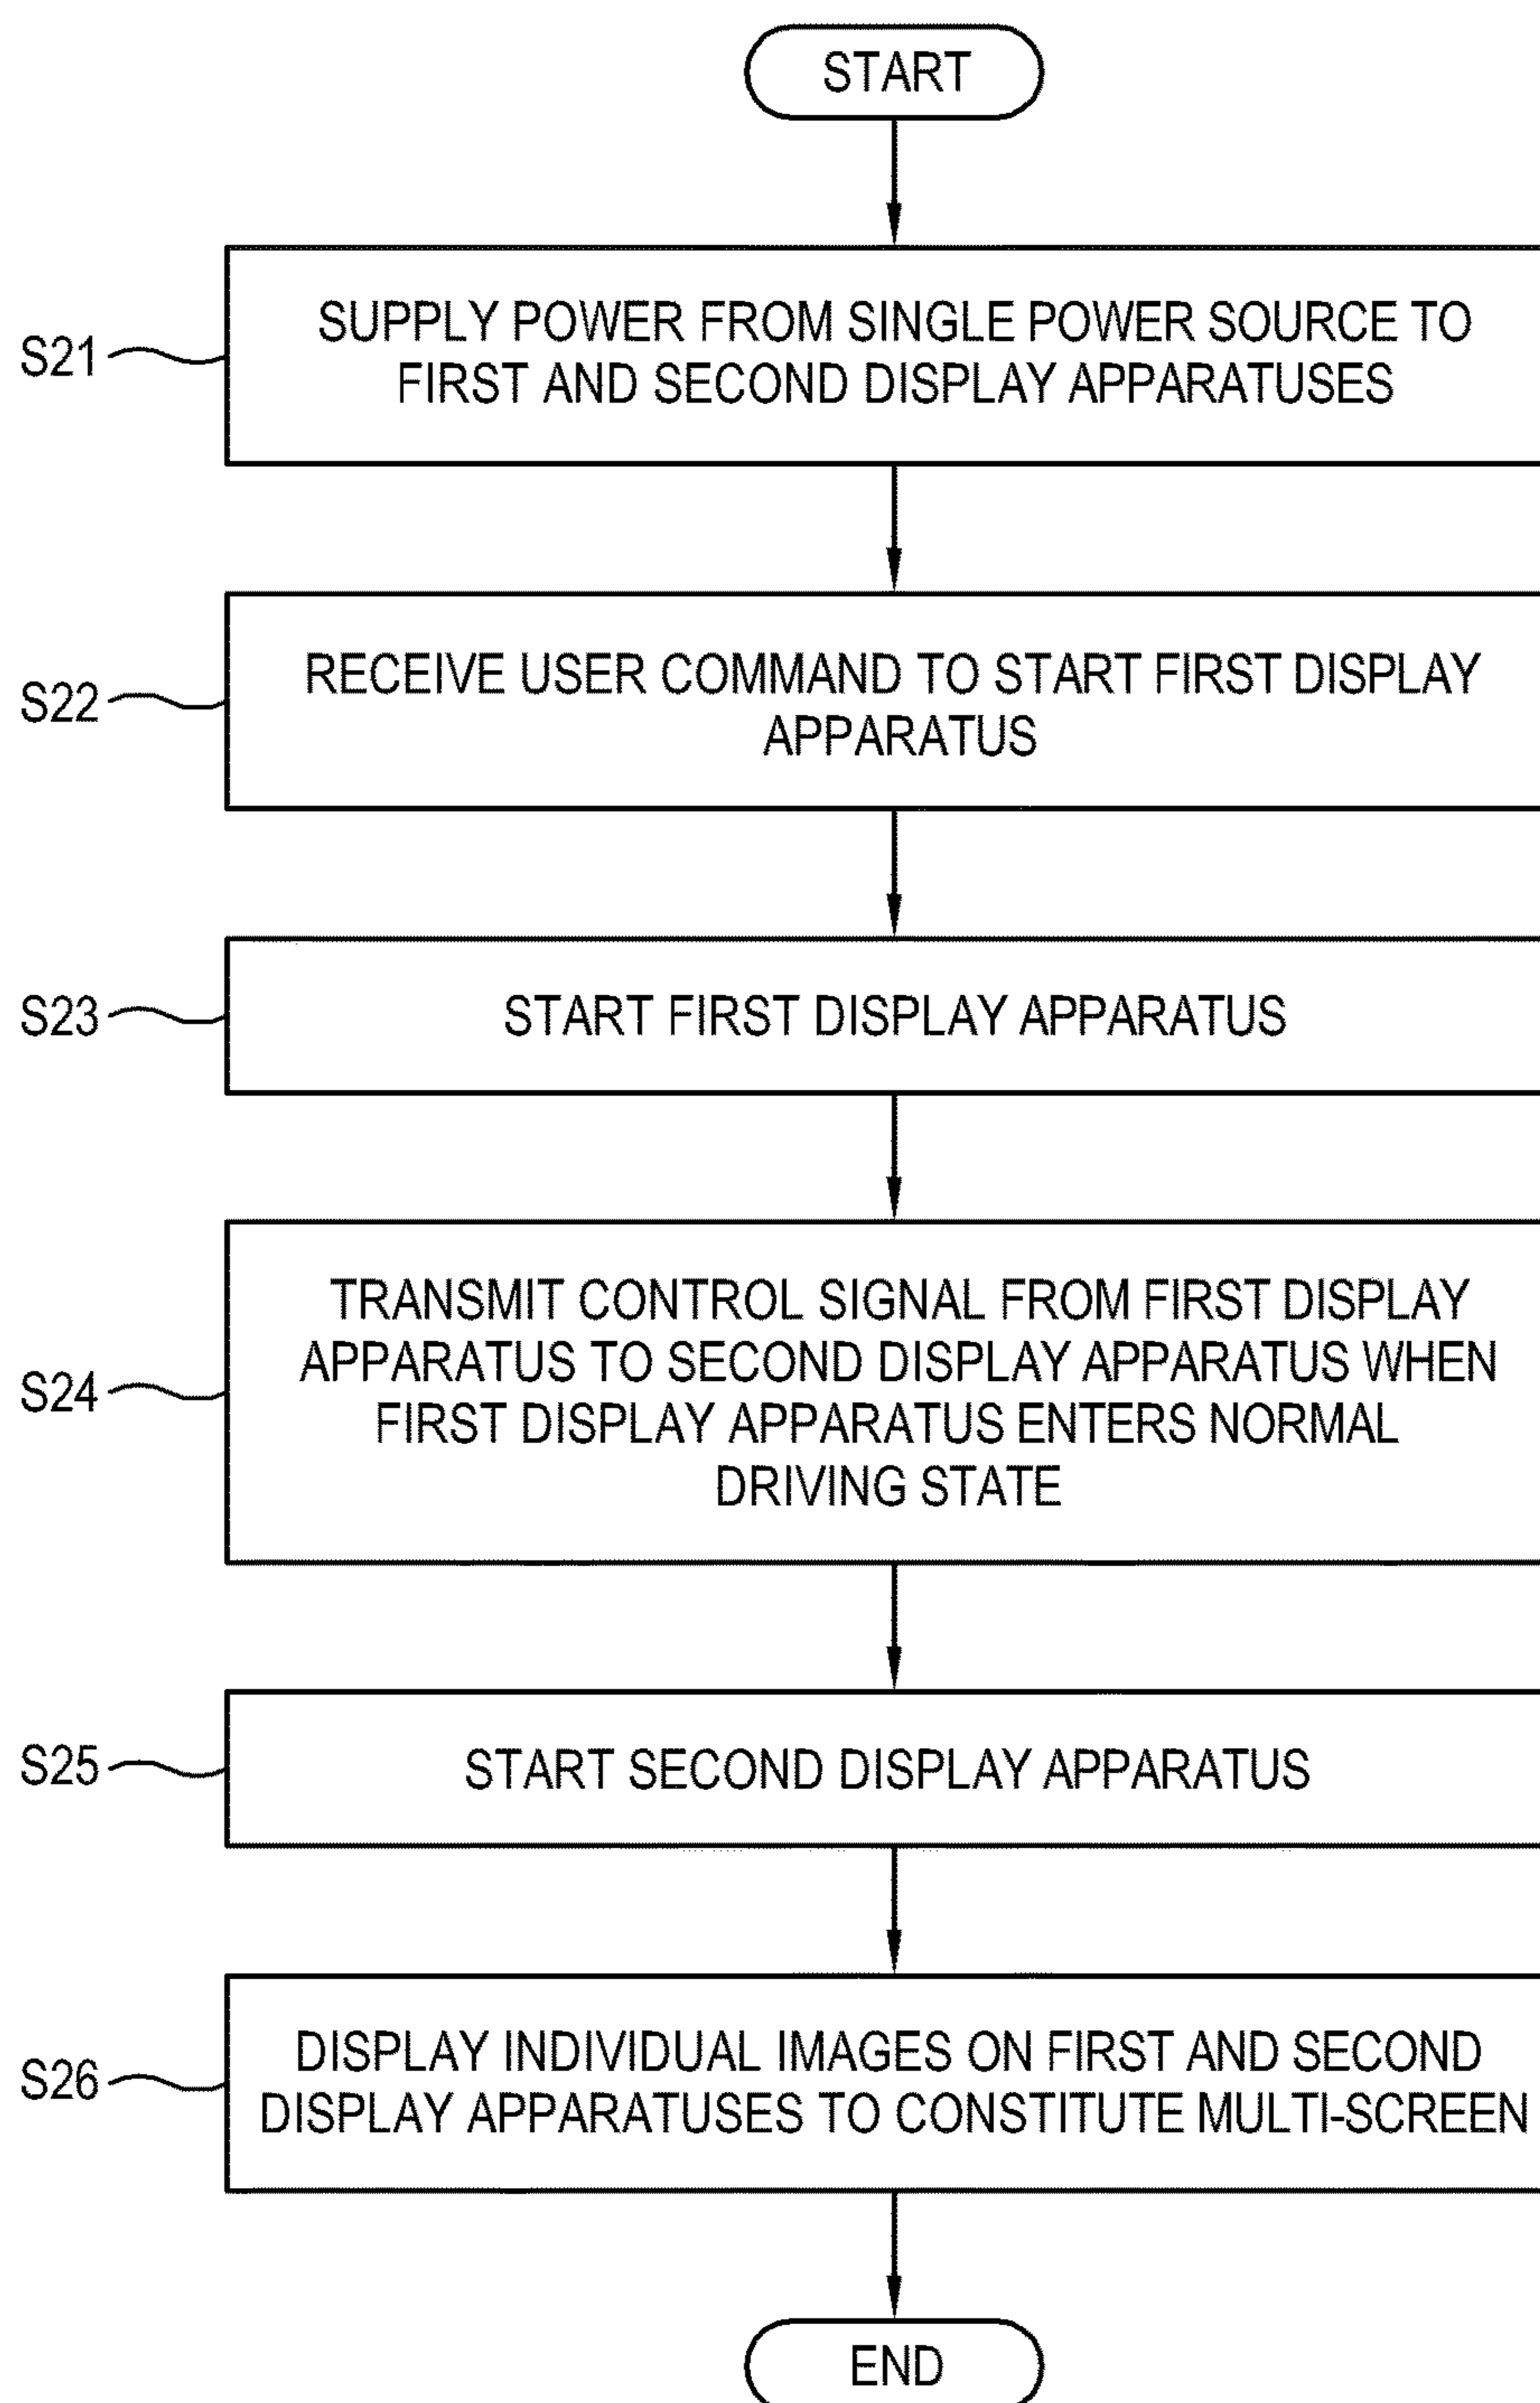 START
S21
SUPPLY POWER FROM SINGLE POWER SOURCE TO
FIRST AND SECOND DISPLAY APPARATUSES
S22
RECEIVE USER COMMAND TO START FIRST DISPLAY
APPARATUS
S23
START FIRST DISPLAY APPARATUS
S24
TRANSMIT CONTROL SIGNAL FROM FIRST DISPLAY
APPARATUS TO SECOND DISPLAY APPARATUS WHEN
FIRST DISPLAY APPARATUS ENTERS NORMAL
DRIVING STATE
S25
START SECOND DISPLAY APPARATUS
S26
DISPLAY INDIVIDUAL IMAGES ON FIRST AND SECOND
DISPLAY APPARATUSES TO CONSTITUTE MULTI-SCREEN
END